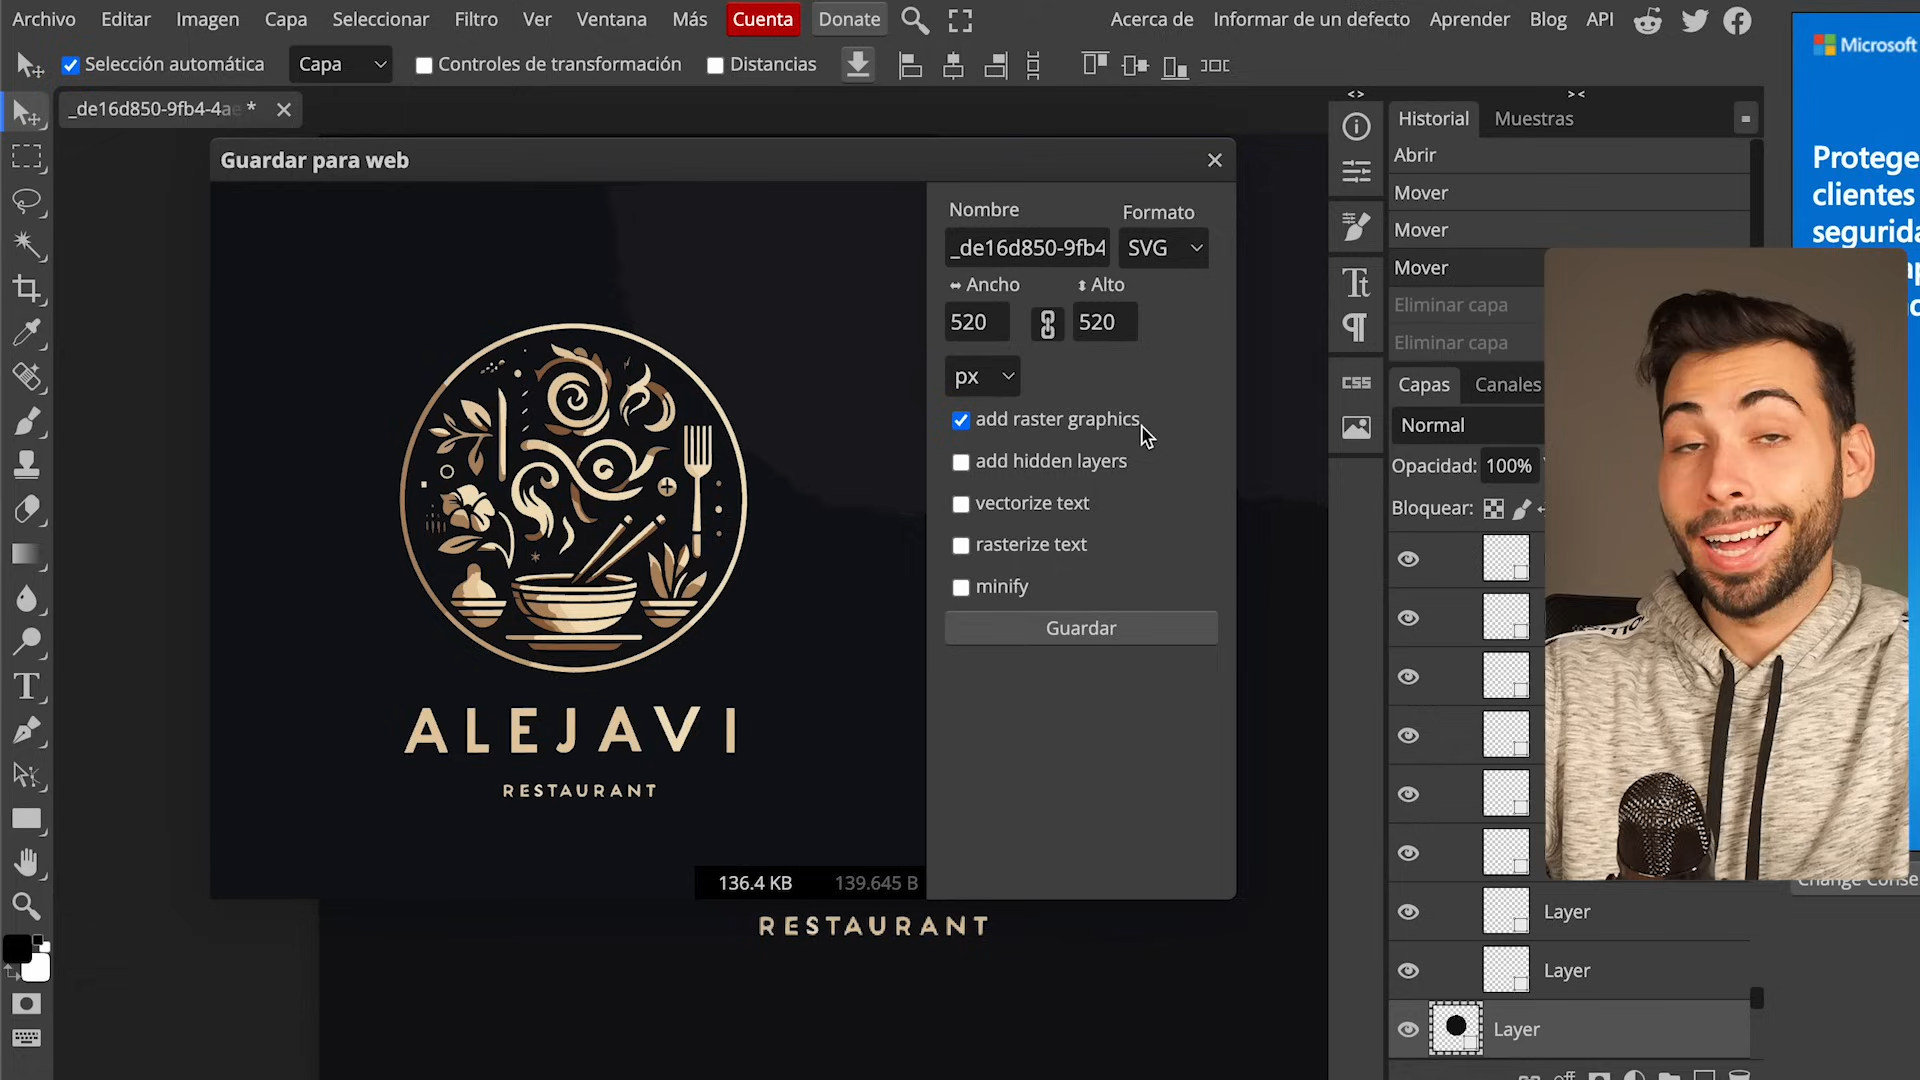 Archivo Editar Imagen Capa Seleccionar Filtro Ver Ventana Más Cuenta Donate Acerca de Informar de un defecto Aprender Blog API
Microsoft
Selección automática Capa Controles de transformación Distancias
_de16d850-9fb4-4ae *
Historial Muestras
Guardar para web
Abrir
Mover
Mover
Mover
Eliminar capa
Eliminar capa
Protege
clientes
segurida
Nombre Formato
_de16d850-9fb4 SVG
Ancho Alto
520 520
px
add raster graphics
add hidden layers
vectorize text
rasterize text
minify
Guardar
Capas Canales
Normal
Opacidad: 100%
Bloquear:
CSS
ALEJAVI
RESTAURANT
136.4 KB 139.645 B
RESTAURANT
Layer
Layer
Layer